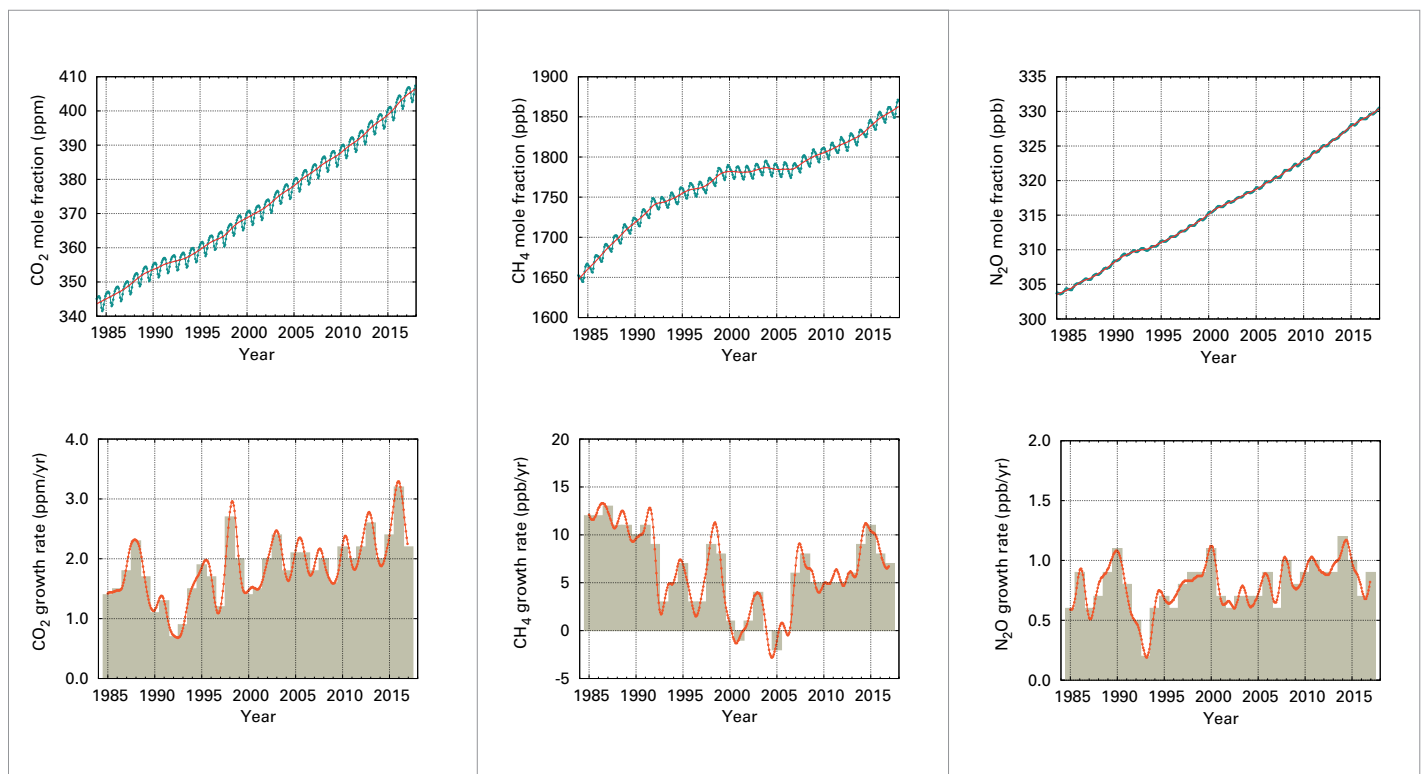 CO2 mole fraction (ppm)
410
400
390
380
370
360
350
340
1985 1990 1995 2000 2005 2010 2015
Year
CH4 mole fraction (ppb)
1900
1850
1800
1750
1700
1650
1600
1985 1990 1995 2000 2005 2010 2015
Year
N2O mole fraction (ppb)
335
330
325
320
315
310
305
300
1985 1990 1995 2000 2005 2010 2015
Year
CO2 growth rate (ppm/yr)
4.0
3.0
2.0
1.0
0.0
1985 1990 1995 2000 2005 2010 2015
Year
CH4 growth rate (ppb/yr)
20
15
10
5
0
-5
1985 1990 1995 2000 2005 2010 2015
Year
N2O growth rate (ppb/yr)
2.0
1.5
1.0
0.5
0.0
1985 1990 1995 2000 2005 2010 2015
Year